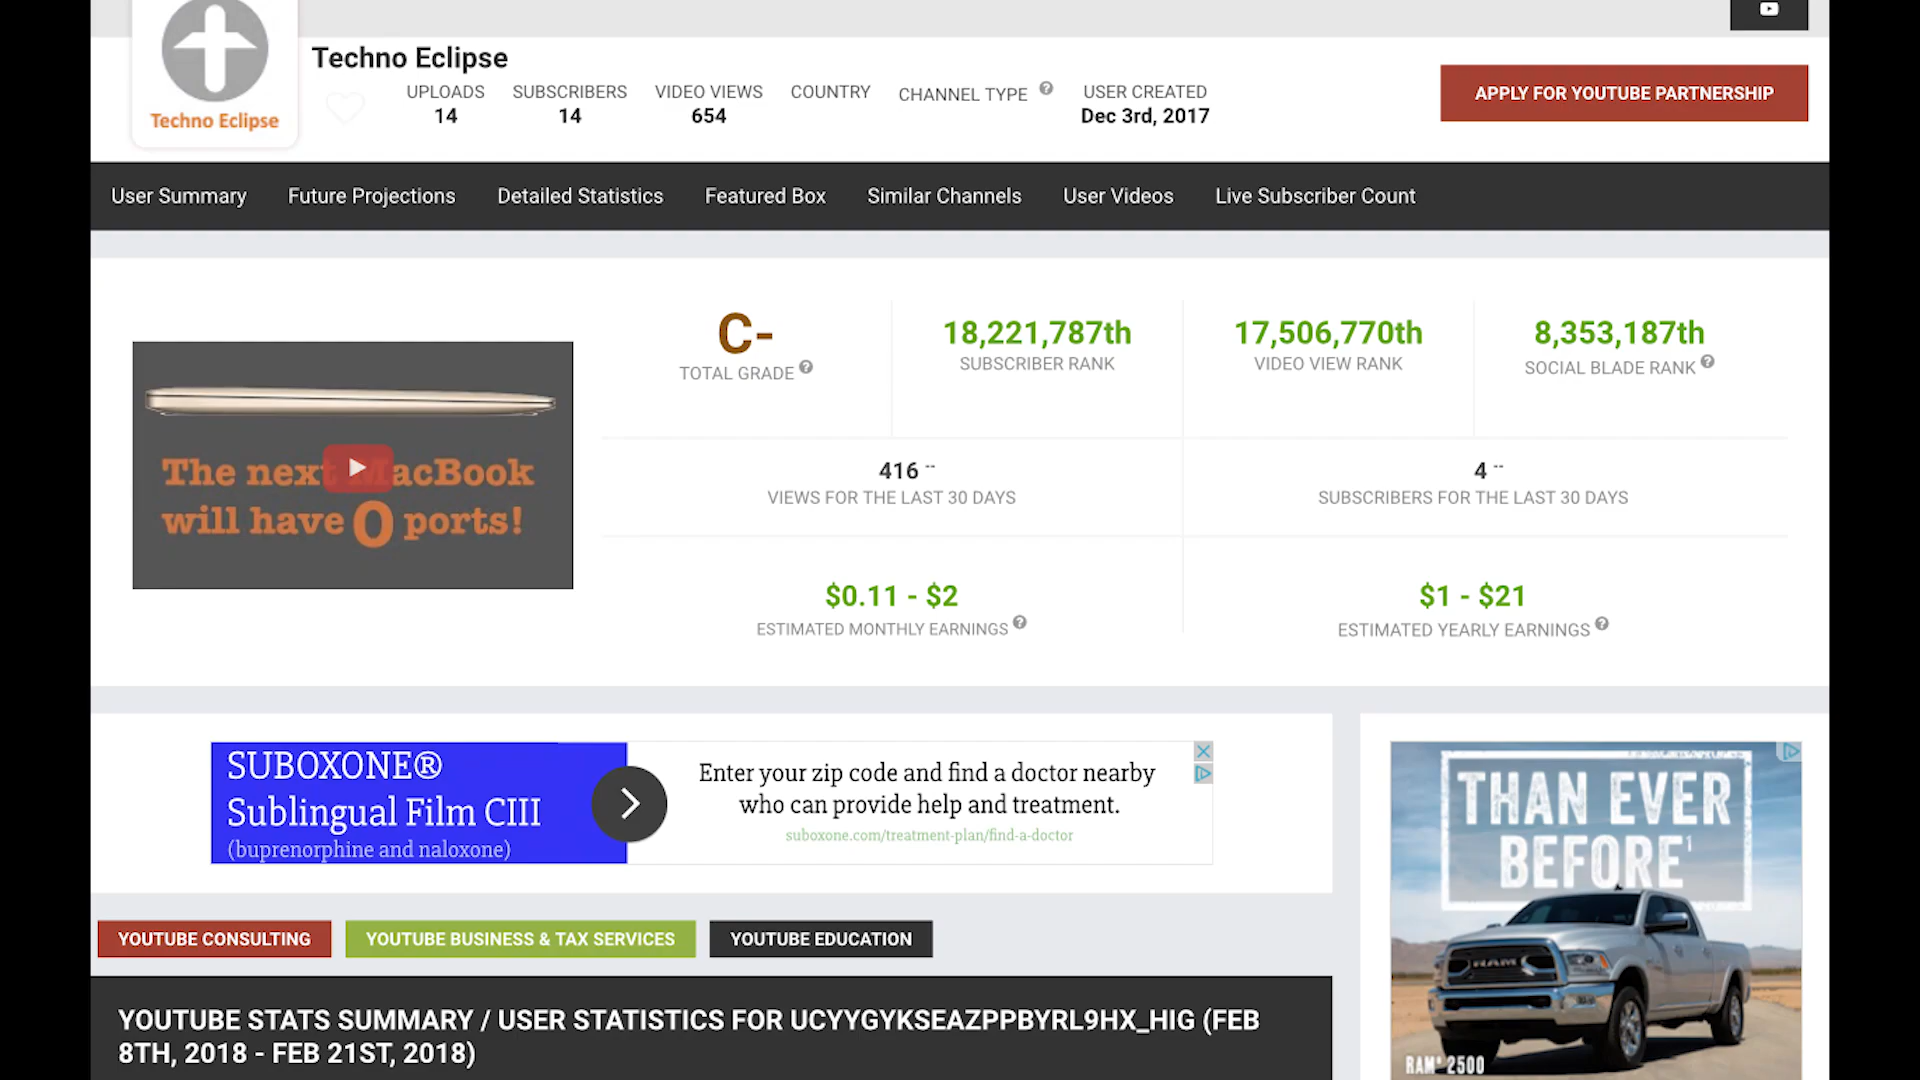 Techno Eclipse
Techno Eclipse
UPLOADS
14
SUBSCRIBERS
14
VIDEO VIEWS
654
COUNTRY
CHANNEL TYPE ?
USER CREATED
Dec 3rd, 2017
APPLY FOR YOUTUBE PARTNERSHIP
User Summary Future Projections Detailed Statistics Featured Box Similar Channels User Videos Live Subscriber Count
The next MacBook
will have 0 ports!
C-
TOTAL GRADE ?
18,221,787th
SUBSCRIBER RANK
17,506,770th
VIDEO VIEW RANK
8,353,187th
SOCIAL BLADE RANK ?
416 --
VIEWS FOR THE LAST 30 DAYS
4 --
SUBSCRIBERS FOR THE LAST 30 DAYS
$0.11 - $2
ESTIMATED MONTHLY EARNINGS ?
$1 - $21
ESTIMATED YEARLY EARNINGS ?
SUBOXONE®
Sublingual Film CIII
(buprenorphine and naloxone)
Enter your zip code and find a doctor nearby
who can provide help and treatment.
suboxone.com/treatment-plan/find-a-doctor
THAN EVER
BEFORE¹
RAM
RAM® 2500
YOUTUBE CONSULTING
YOUTUBE BUSINESS & TAX SERVICES
YOUTUBE EDUCATION
YOUTUBE STATS SUMMARY / USER STATISTICS FOR UCYYGYKSEAZPPBYRL9HX_HIG (FEB
8TH, 2018 - FEB 21ST, 2018)